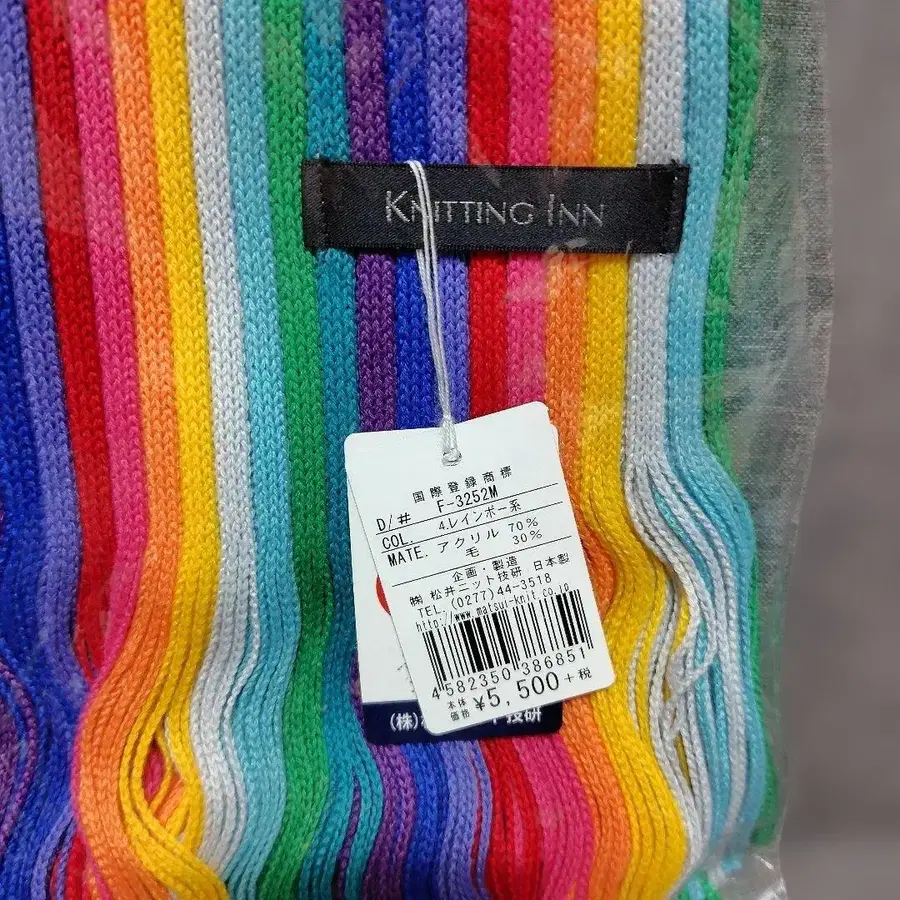 KNITTING INN
国際登録商標
D/# F-3252M
COL. 4.レインボー系
MATE. アクリル 70%
毛 30%
企画・製造
㈱ 松井ニット技研 日本製
TEL.(0277)44-3518
http://www.matsui-knit.co.jp
4 582350 386851
本体価格 ¥5,500+税
(株) 技研